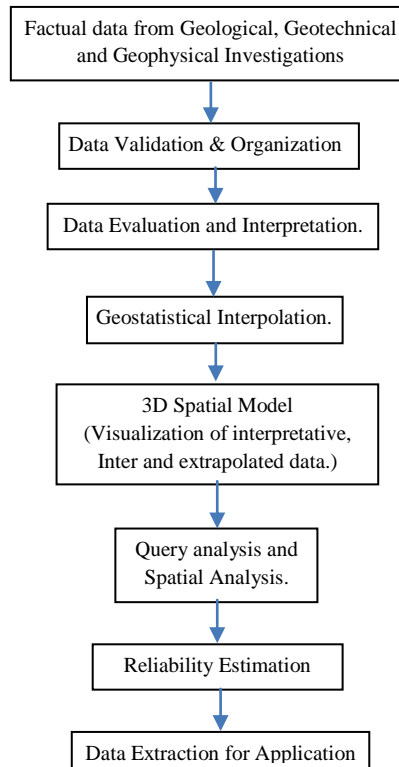 Factual data from Geological, Geotechnical
and Geophysical Investigations
Data Validation & Organization
Data Evaluation and Interpretation.
Geostatistical Interpolation.
3D Spatial Model
(Visualization of interpretative,
Inter and extrapolated data.)
Query analysis and
Spatial Analysis.
Reliability Estimation
Data Extraction for Application